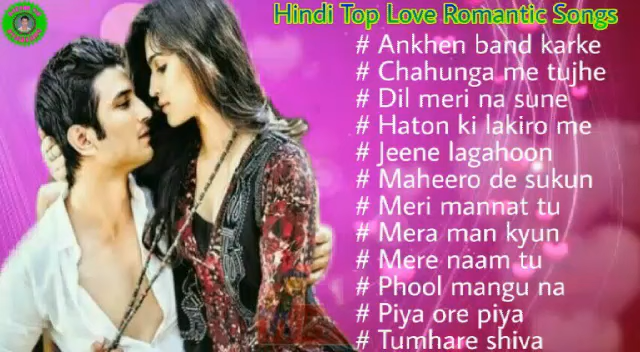 Hindi Top Love Romantic Songs
# Ankhen band karke
# Chahunga me tujhe
# Dil meri na sune
# Haton ki lakiro me
# Jeene lagahoon
# Maheero de sukun
# Meri mannat tu
# Mera man kyun
# Mere naam tu
# Phool mangu na
# Piya ore piya
# Tumhare shiva